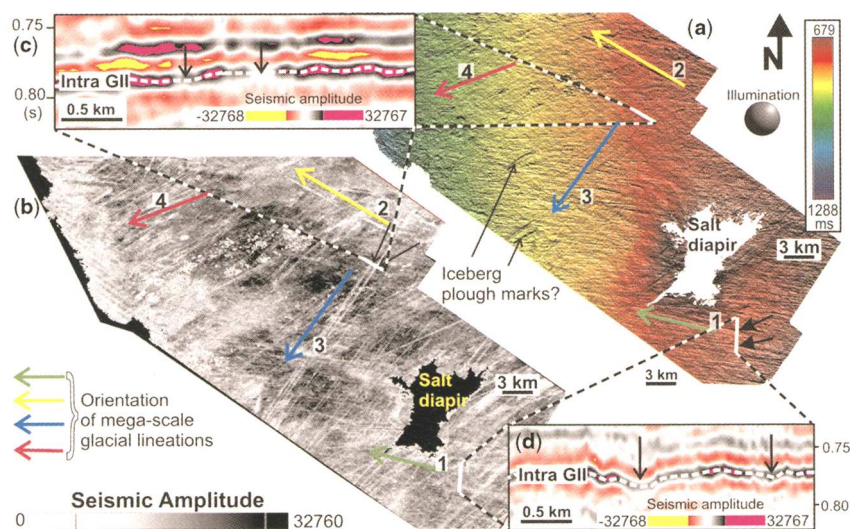 0.75
(c)
4
2
(a)
N
679
Intra GII
0.5 km
Seismic amplitude
0.80
(s)
-32768
32767
Illumination
1288
ms
(b)
4
2
3
Iceberg
plough marks?
Salt
diapir
3 km
1
3 km
3
Salt
diapir
3 km
1
Orientation
of mega-scale
glacial lineations
(d)
0.75
Intra GII
0.5 km
Seismic amplitude
-32768
32767
0.80
Seismic Amplitude
0
32760